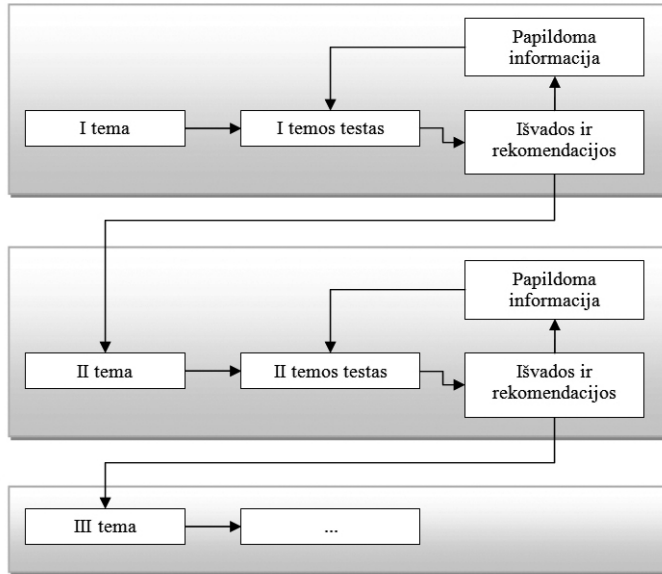 Papildoma
informacija
I tema
I temos testas
Išvados ir
rekomendacijos
Papildoma
informacija
II tema
II temos testas
Išvados ir
rekomendacijos
III tema
...